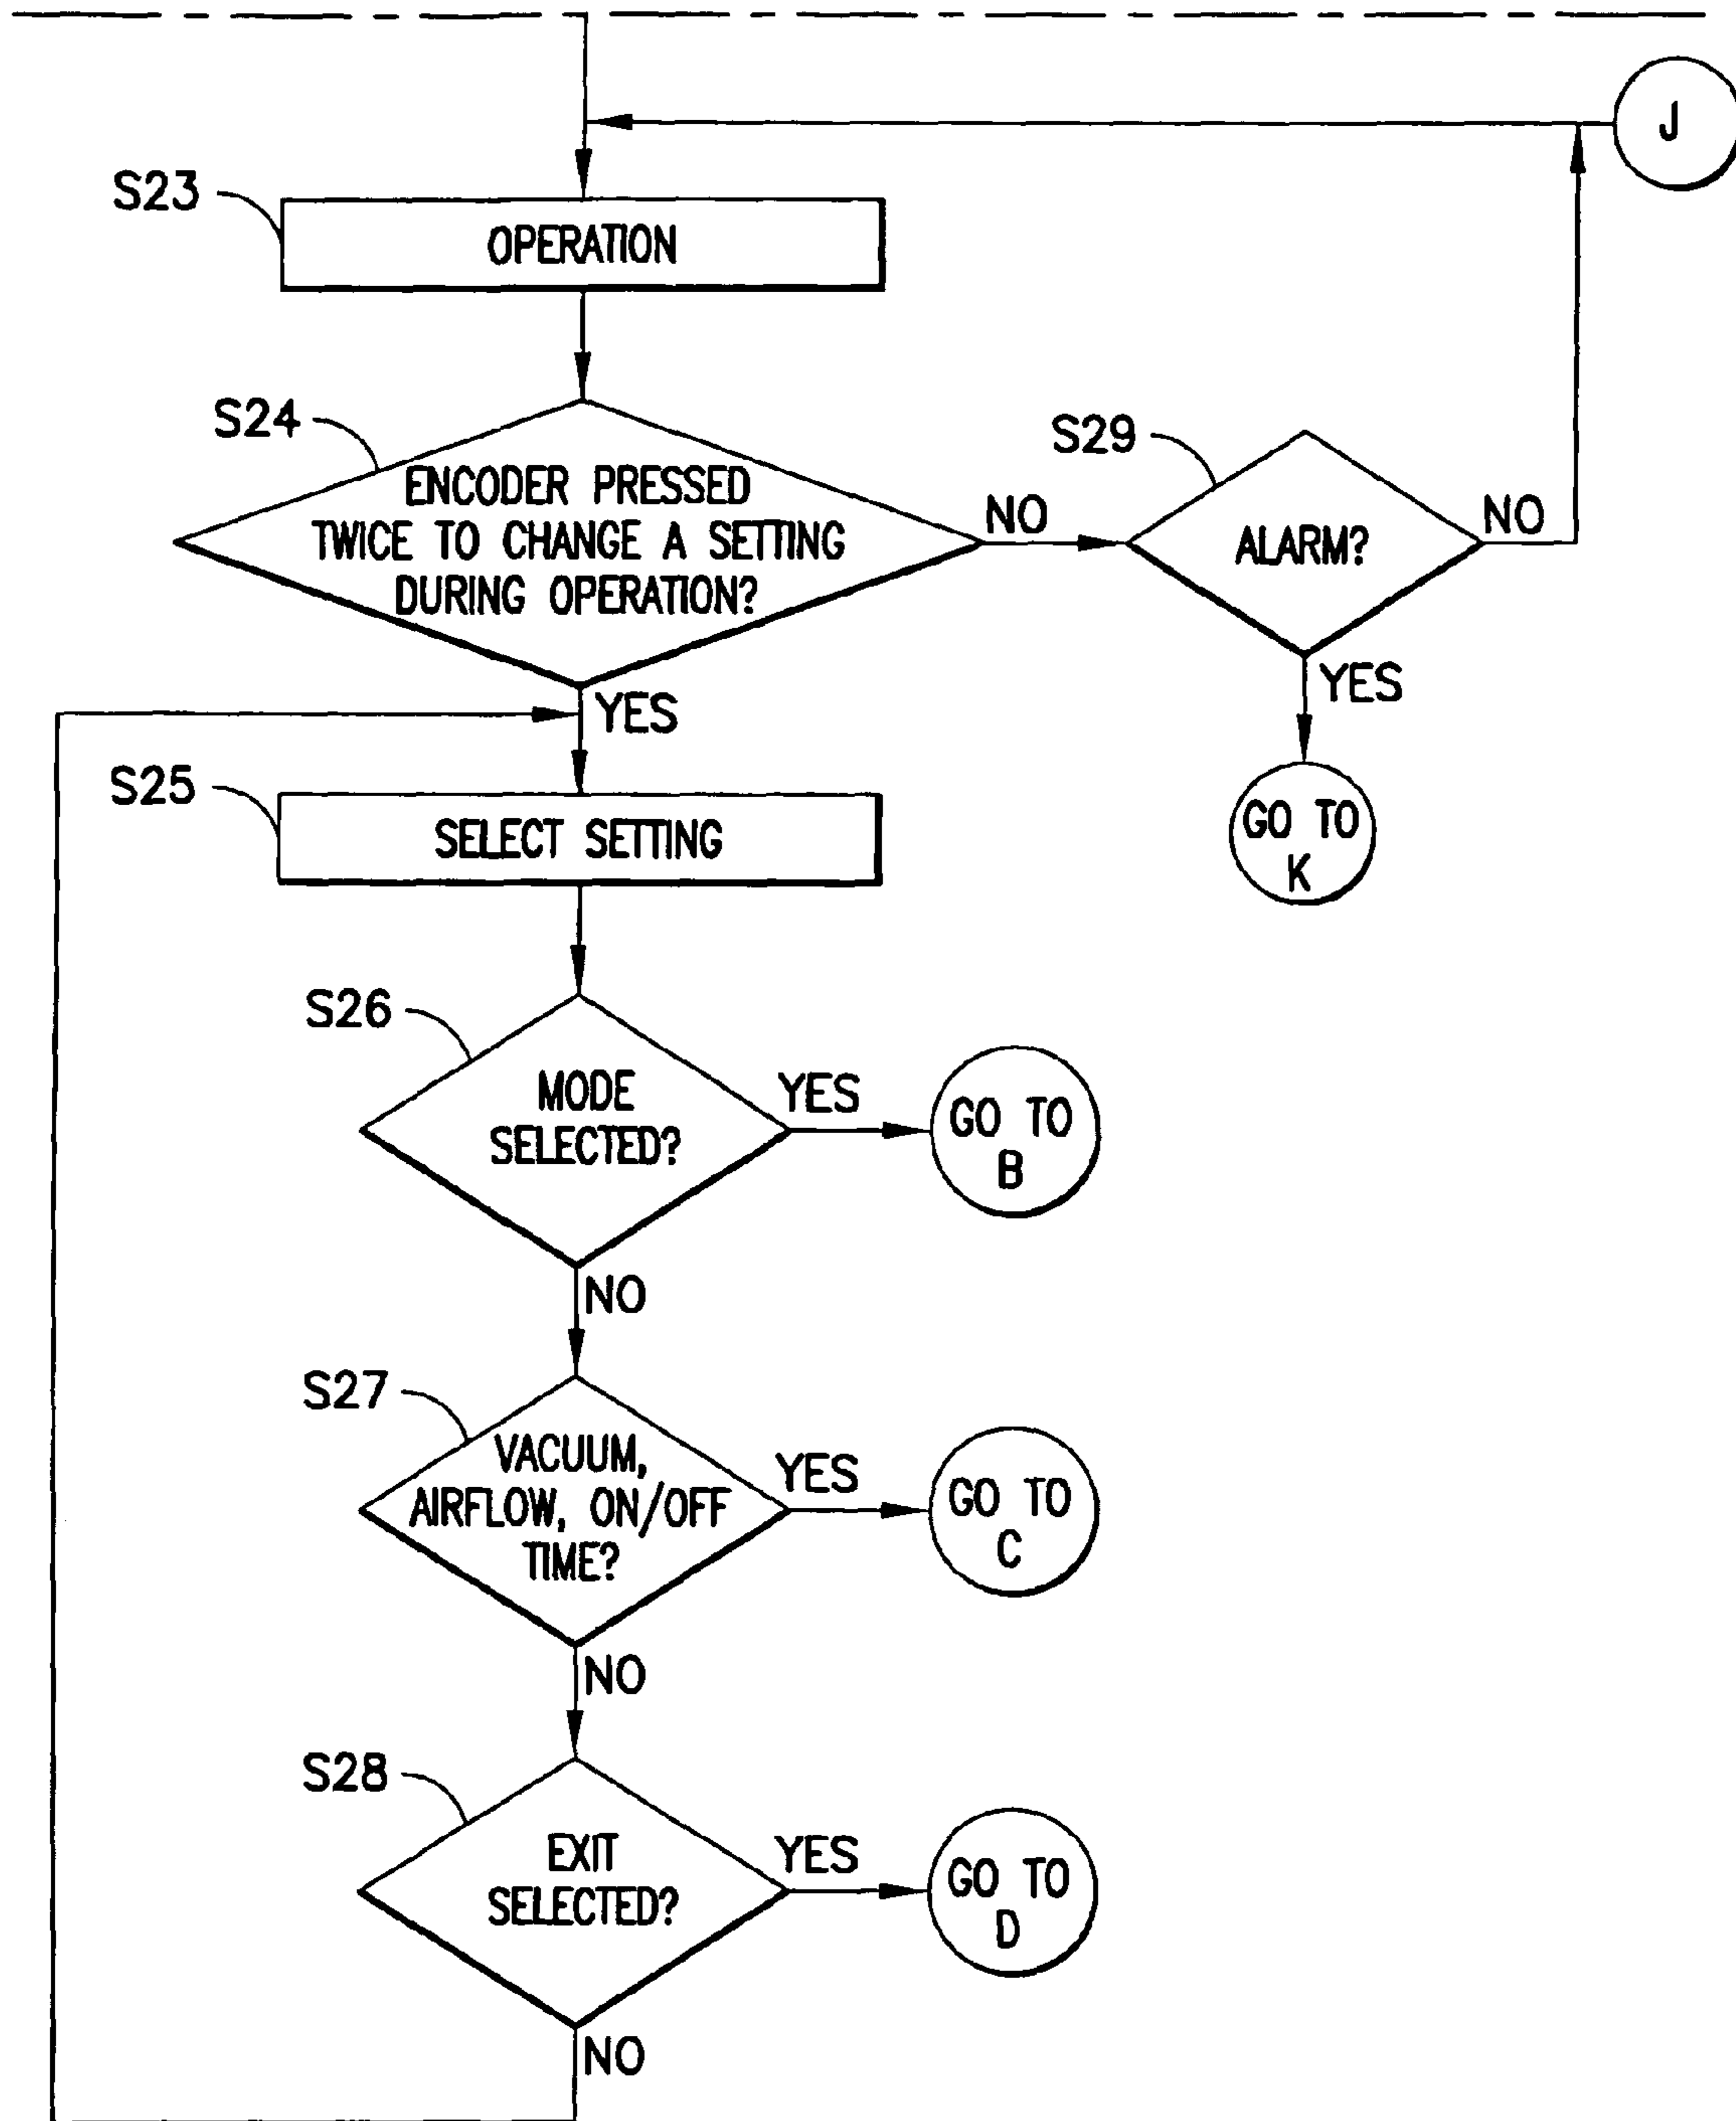 J
S23
OPERATION
S24
ENCODER PRESSED
TWICE TO CHANGE A SETTING
DURING OPERATION?
NO
S29
ALARM?
NO
YES
YES
GO TO
K
S25
SELECT SETTING
S26
MODE
SELECTED?
YES
GO TO
B
NO
S27
VACUUM,
AIRFLOW, ON/OFF
TIME?
YES
GO TO
C
NO
S28
EXIT
SELECTED?
YES
GO TO
D
NO